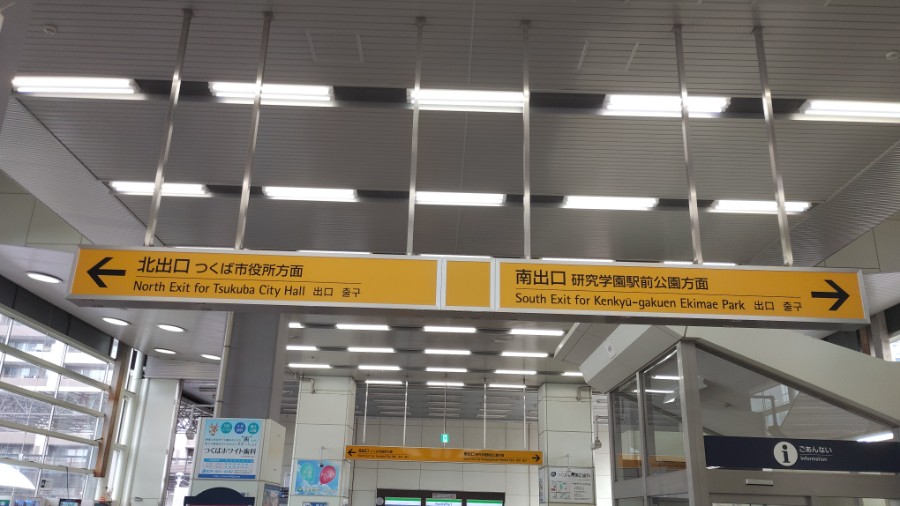 北出口 つくば市役所方面
North Exit for Tsukuba City Hall 出口 출구
南出口 研究学園駅前公園方面
South Exit for Kenkyū-gakuen Ekimae Park 出口 출구
つくばホワイト歯科
i ごあんない
Information